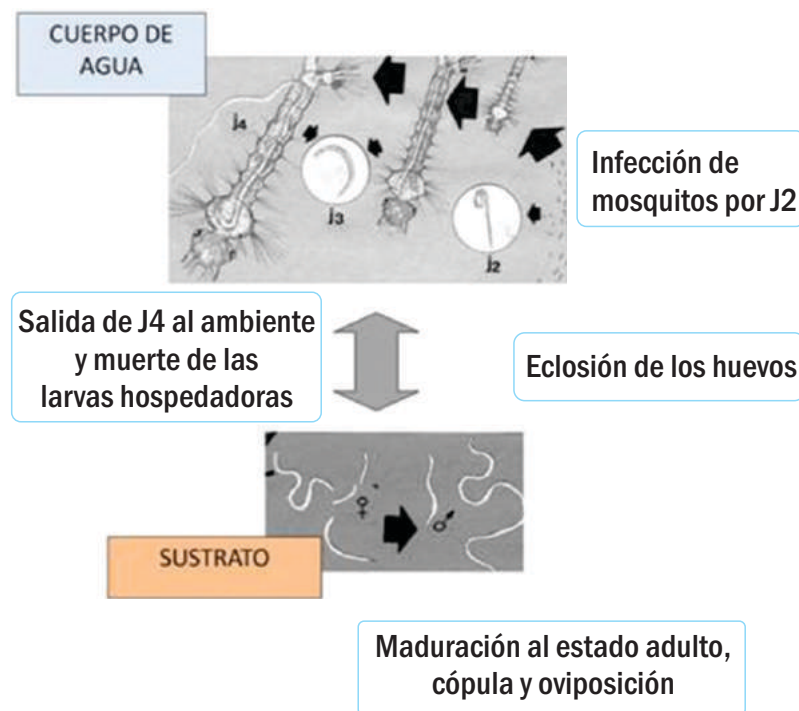 CUERPO DE
AGUA
j4
j3
j2
Infección de
mosquitos por J2
Salida de J4 al ambiente
y muerte de las
larvas hospedadoras
Eclosión de los huevos
♀
♂
SUSTRATO
Maduración al estado adulto,
cópula y oviposición